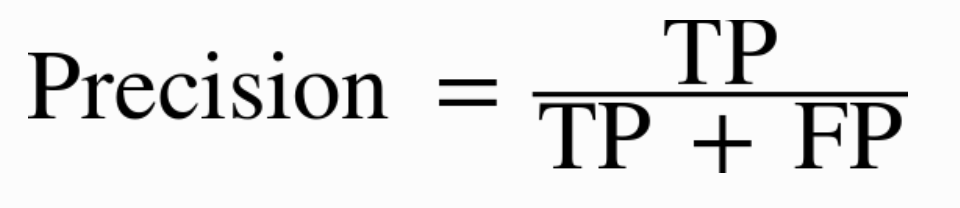 Precision = TP
TP + FP